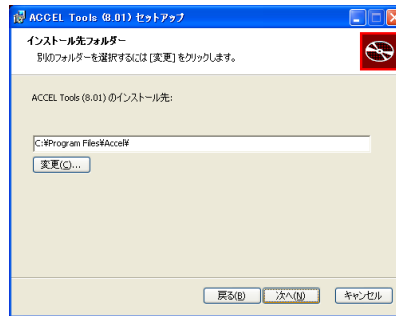 ACCEL Tools (8.01) セットアップ
インストール先フォルダー
別のフォルダーを選択するには [変更] をクリックします。
ACCEL Tools (8.01) のインストール先:
C:¥Program Files¥Accel¥
変更(C)...
戻る(B) 次へ(N) キャンセル